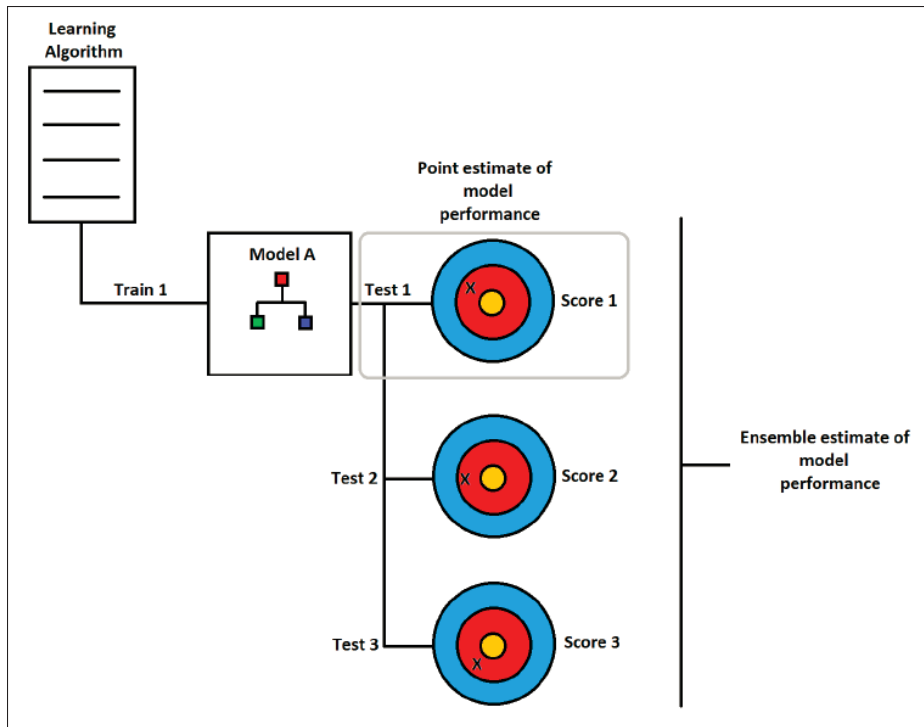 Learning
Algorithm
Point estimate of
model
performance
Model A
Train 1
Test 1
X
Score 1
Test 2
X
Score 2
Ensemble estimate of
model
performance
Test 3
X
Score 3